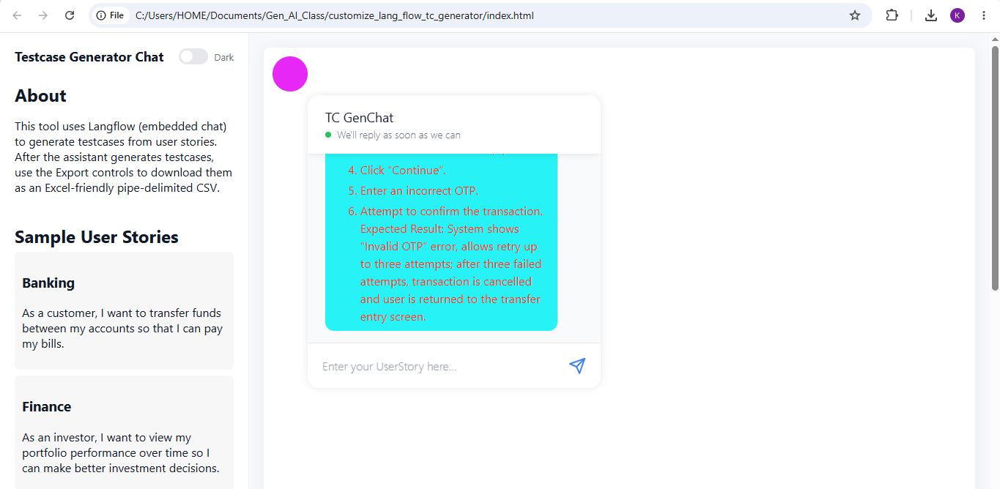 File C:/Users/HOME/Documents/Gen_AI_Class/customize_lang_flow_tc_generator/index.html
K
Testcase Generator Chat
Dark
About
This tool uses Langflow (embedded chat)
to generate testcases from user stories.
After the assistant generates testcases,
use the Export controls to download them
as an Excel-friendly pipe-delimited CSV.
Sample User Stories
Banking
As a customer, I want to transfer funds
between my accounts so that I can pay
my bills.
Finance
As an investor, I want to view my
portfolio performance over time so I
can make better investment decisions.
TC GenChat
We'll reply as soon as we can
4. Click “Continue”.
5. Enter an incorrect OTP.
6. Attempt to confirm the transaction.
Expected Result: System shows
“Invalid OTP” error, allows retry up
to three attempts; after three failed
attempts, transaction is cancelled
and user is returned to the transfer
entry screen.
Enter your UserStory here...